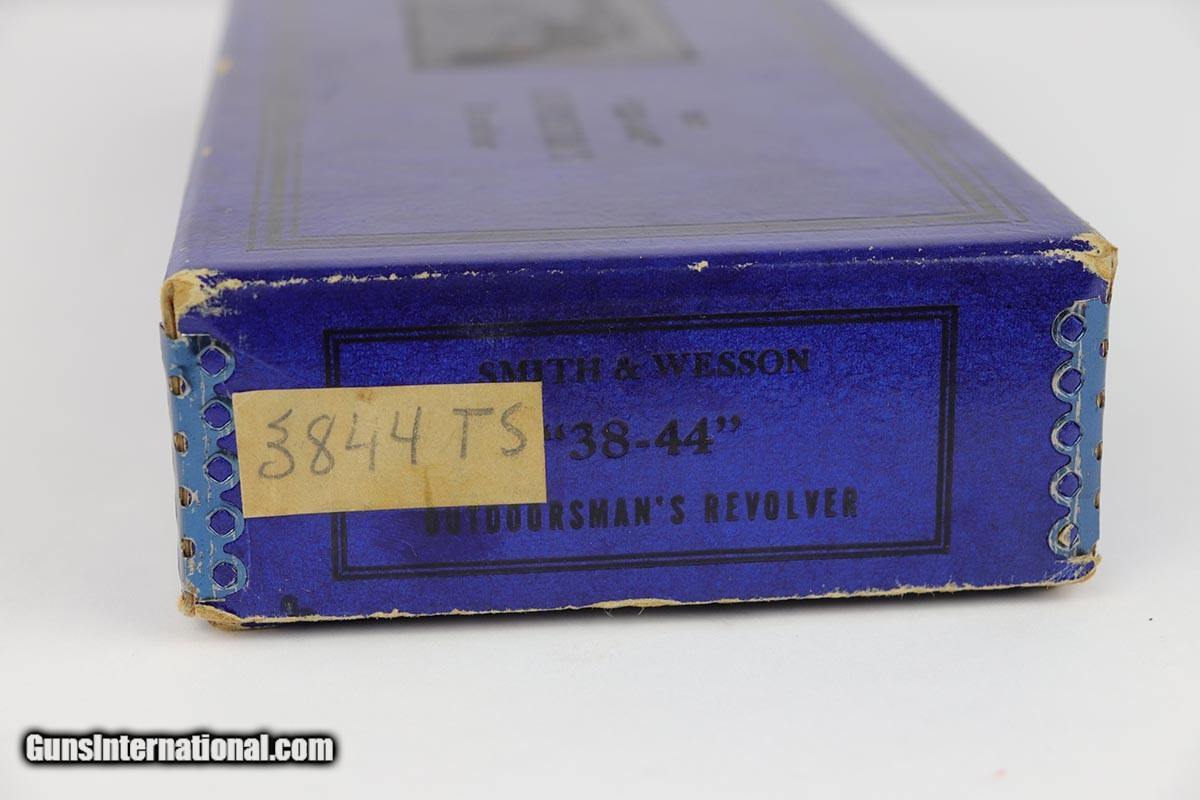 SMITH & WESSON
3844 TS
"38-44"
OUTDOORSMAN'S REVOLVER
GunsInternational.com